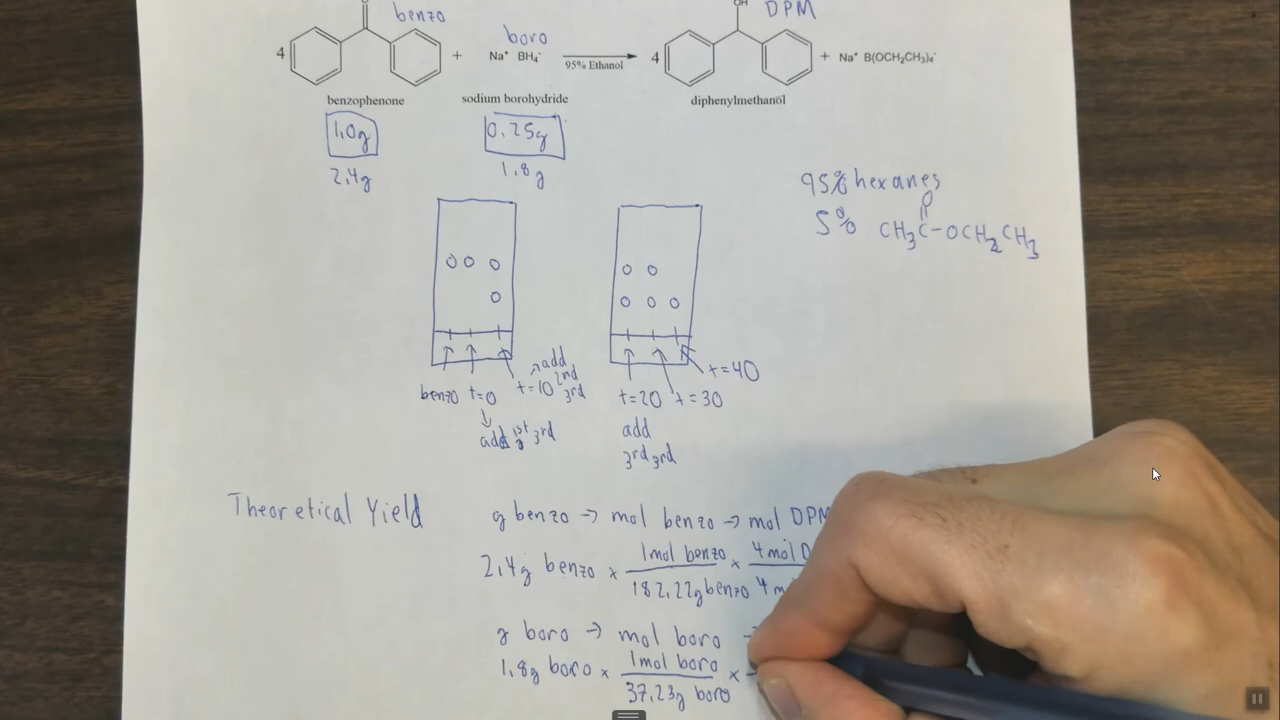 benzo
boro
OH
DPM
4 + Na⁺ BH₄⁻ 95% Ethanol 4 + Na⁺ B(OCH₂CH₃)₄⁻
benzophenone sodium borohydride diphenylmethanol
1.0g 0.25g
2.4g 1.8g
95% hexanes
O
5% CH₃C-OCH₂CH₃
benzo t=0 t=10 add 2nd 3rd
t=20 t=30 t=40
add 1st 3rd
add
3rd 3rd
Theoretical Yield
g benzo → mol benzo → mol DPM
2.4g benzo × 1mol benzo × 4mol D
182.22g benzo 4 m
g boro → mol boro
1.8g boro × 1mol boro ×
37.23g boro